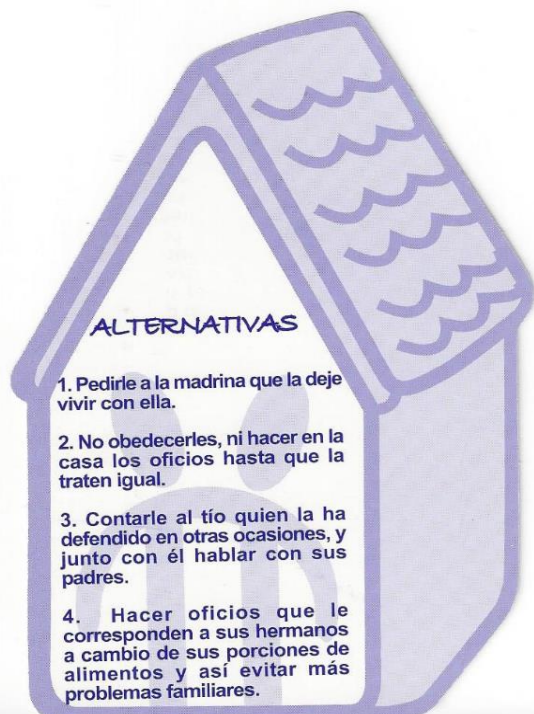 ALTERNATIVAS
1. Pedirle a la madrina que la deje
vivir con ella.
2. No obedecerles, ni hacer en la
casa los oficios hasta que la
traten igual.
3. Contarle al tío quien la ha
defendido en otras ocasiones, y
junto con él hablar con sus
padres.
4. Hacer oficios que le
corresponden a sus hermanos
a cambio de sus porciones de
alimentos y así evitar más
problemas familiares.